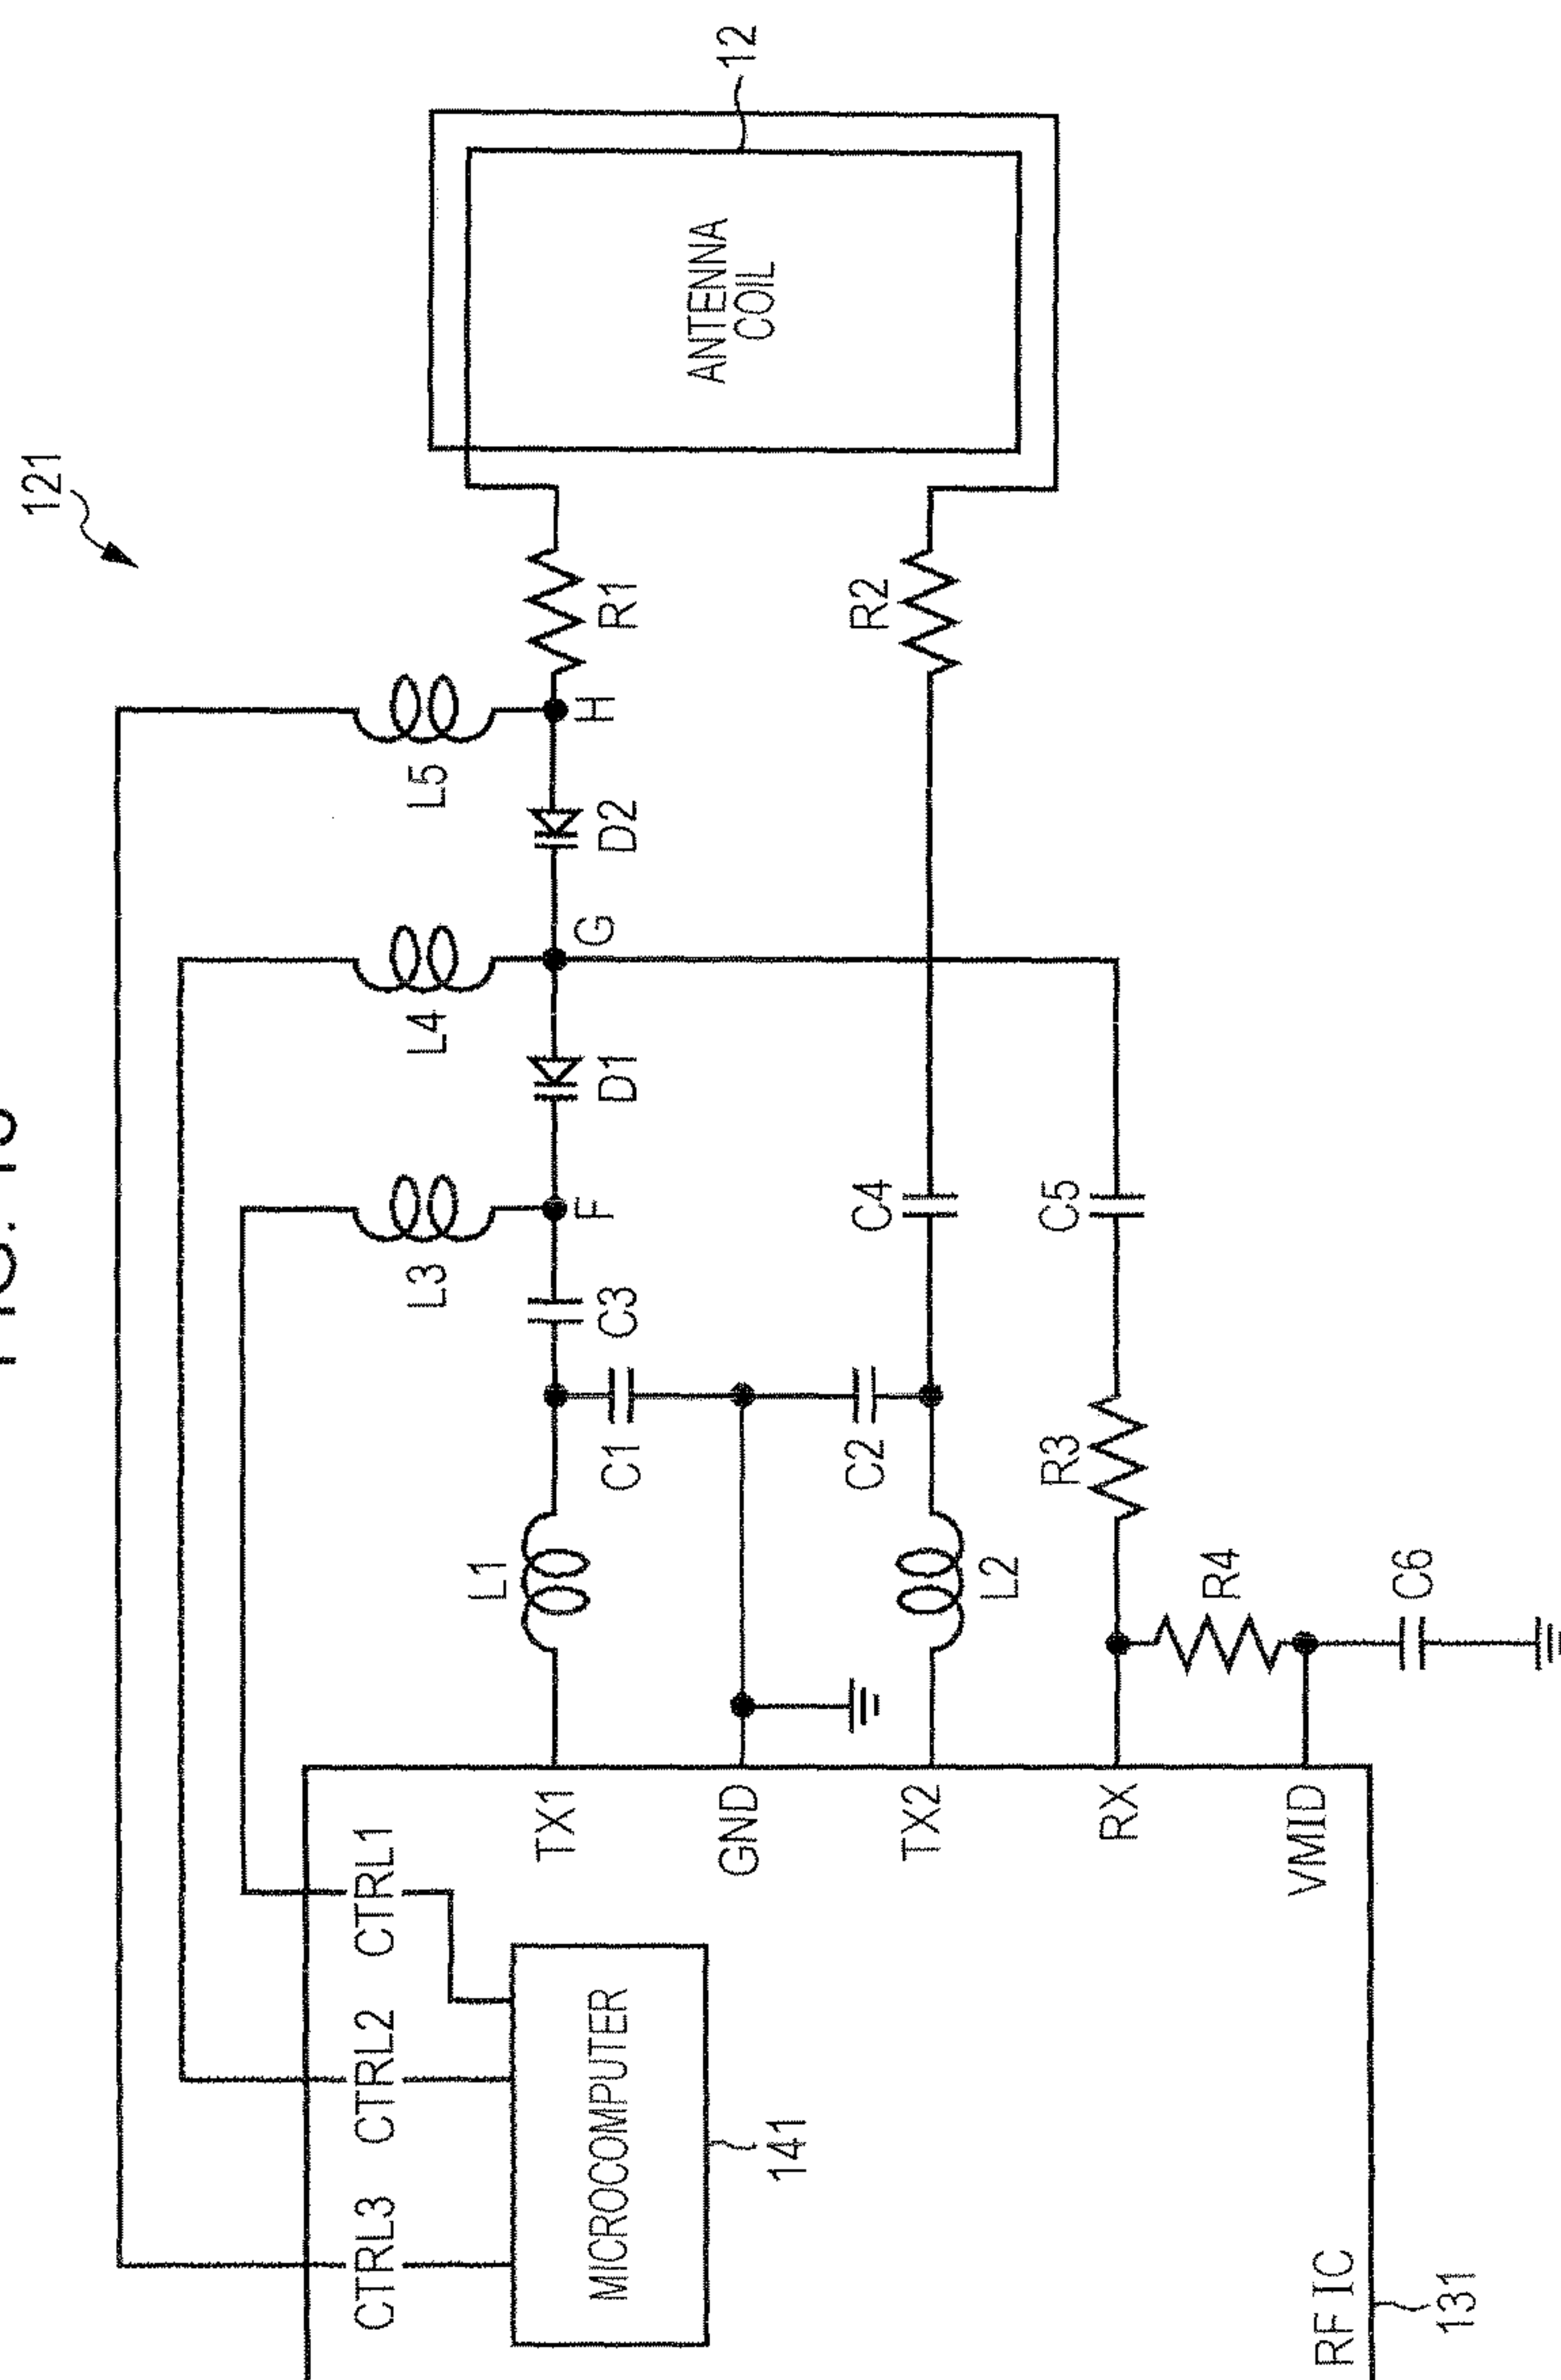 121
12
ANTENNA
COIL
L5
H
R1
R2
L4
G
D2
L3
F
D1
C3
C4
C5
C1
C2
R3
L1
L2
R4
C6
CTRL3
CTRL2
CTRL1
TX1
GND
TX2
RX
VMID
MICROCOMPUTER
141
RF IC
131